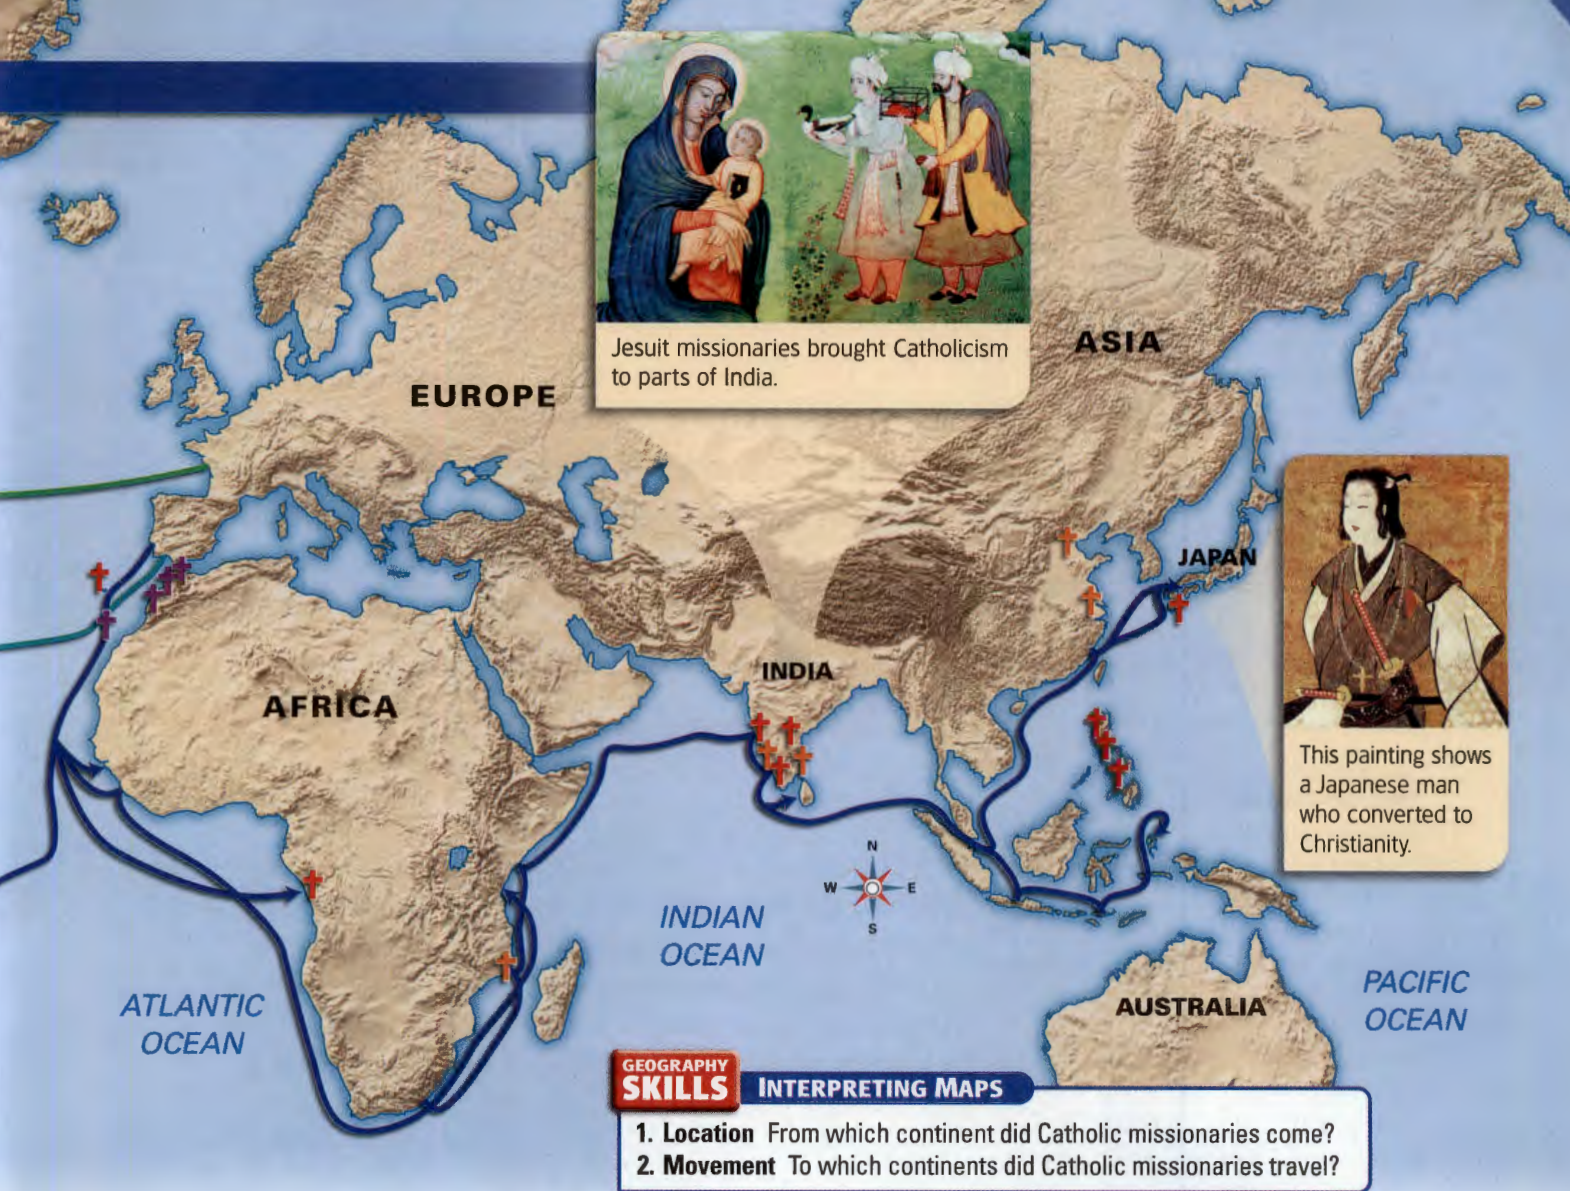 Jesuit missionaries brought Catholicism
to parts of India.
ASIA
EUROPE
JAPAN
INDIA
AFRICA
This painting shows
a Japanese man
who converted to
Christianity.
N
W E
S
INDIAN
OCEAN
ATLANTIC
OCEAN
AUSTRALIA
PACIFIC
OCEAN
GEOGRAPHY
SKILLS INTERPRETING MAPS
1. Location From which continent did Catholic missionaries come?
2. Movement To which continents did Catholic missionaries travel?